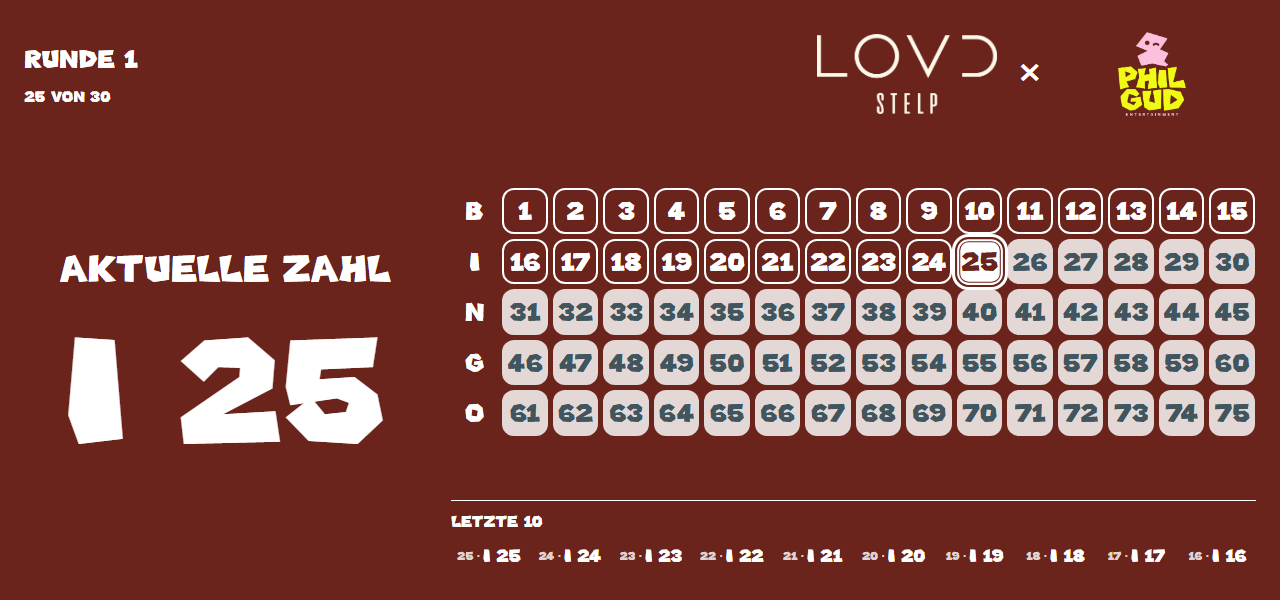 RUNDE 1
25 VON 30
LOVD
STELP
×
PHIL
GUD
ENTERTAINMENT
AKTUELLE ZAHL
I 25
B 1 2 3 4 5 6 7 8 9 10 11 12 13 14 15
I 16 17 18 19 20 21 22 23 24 25 26 27 28 29 30
N 31 32 33 34 35 36 37 38 39 40 41 42 43 44 45
G 46 47 48 49 50 51 52 53 54 55 56 57 58 59 60
O 61 62 63 64 65 66 67 68 69 70 71 72 73 74 75
LETZTE 10
25 · I 25 24 · I 24 23 · I 23 22 · I 22 21 · I 21 20 · I 20 19 · I 19 18 · I 18 17 · I 17 16 · I 16